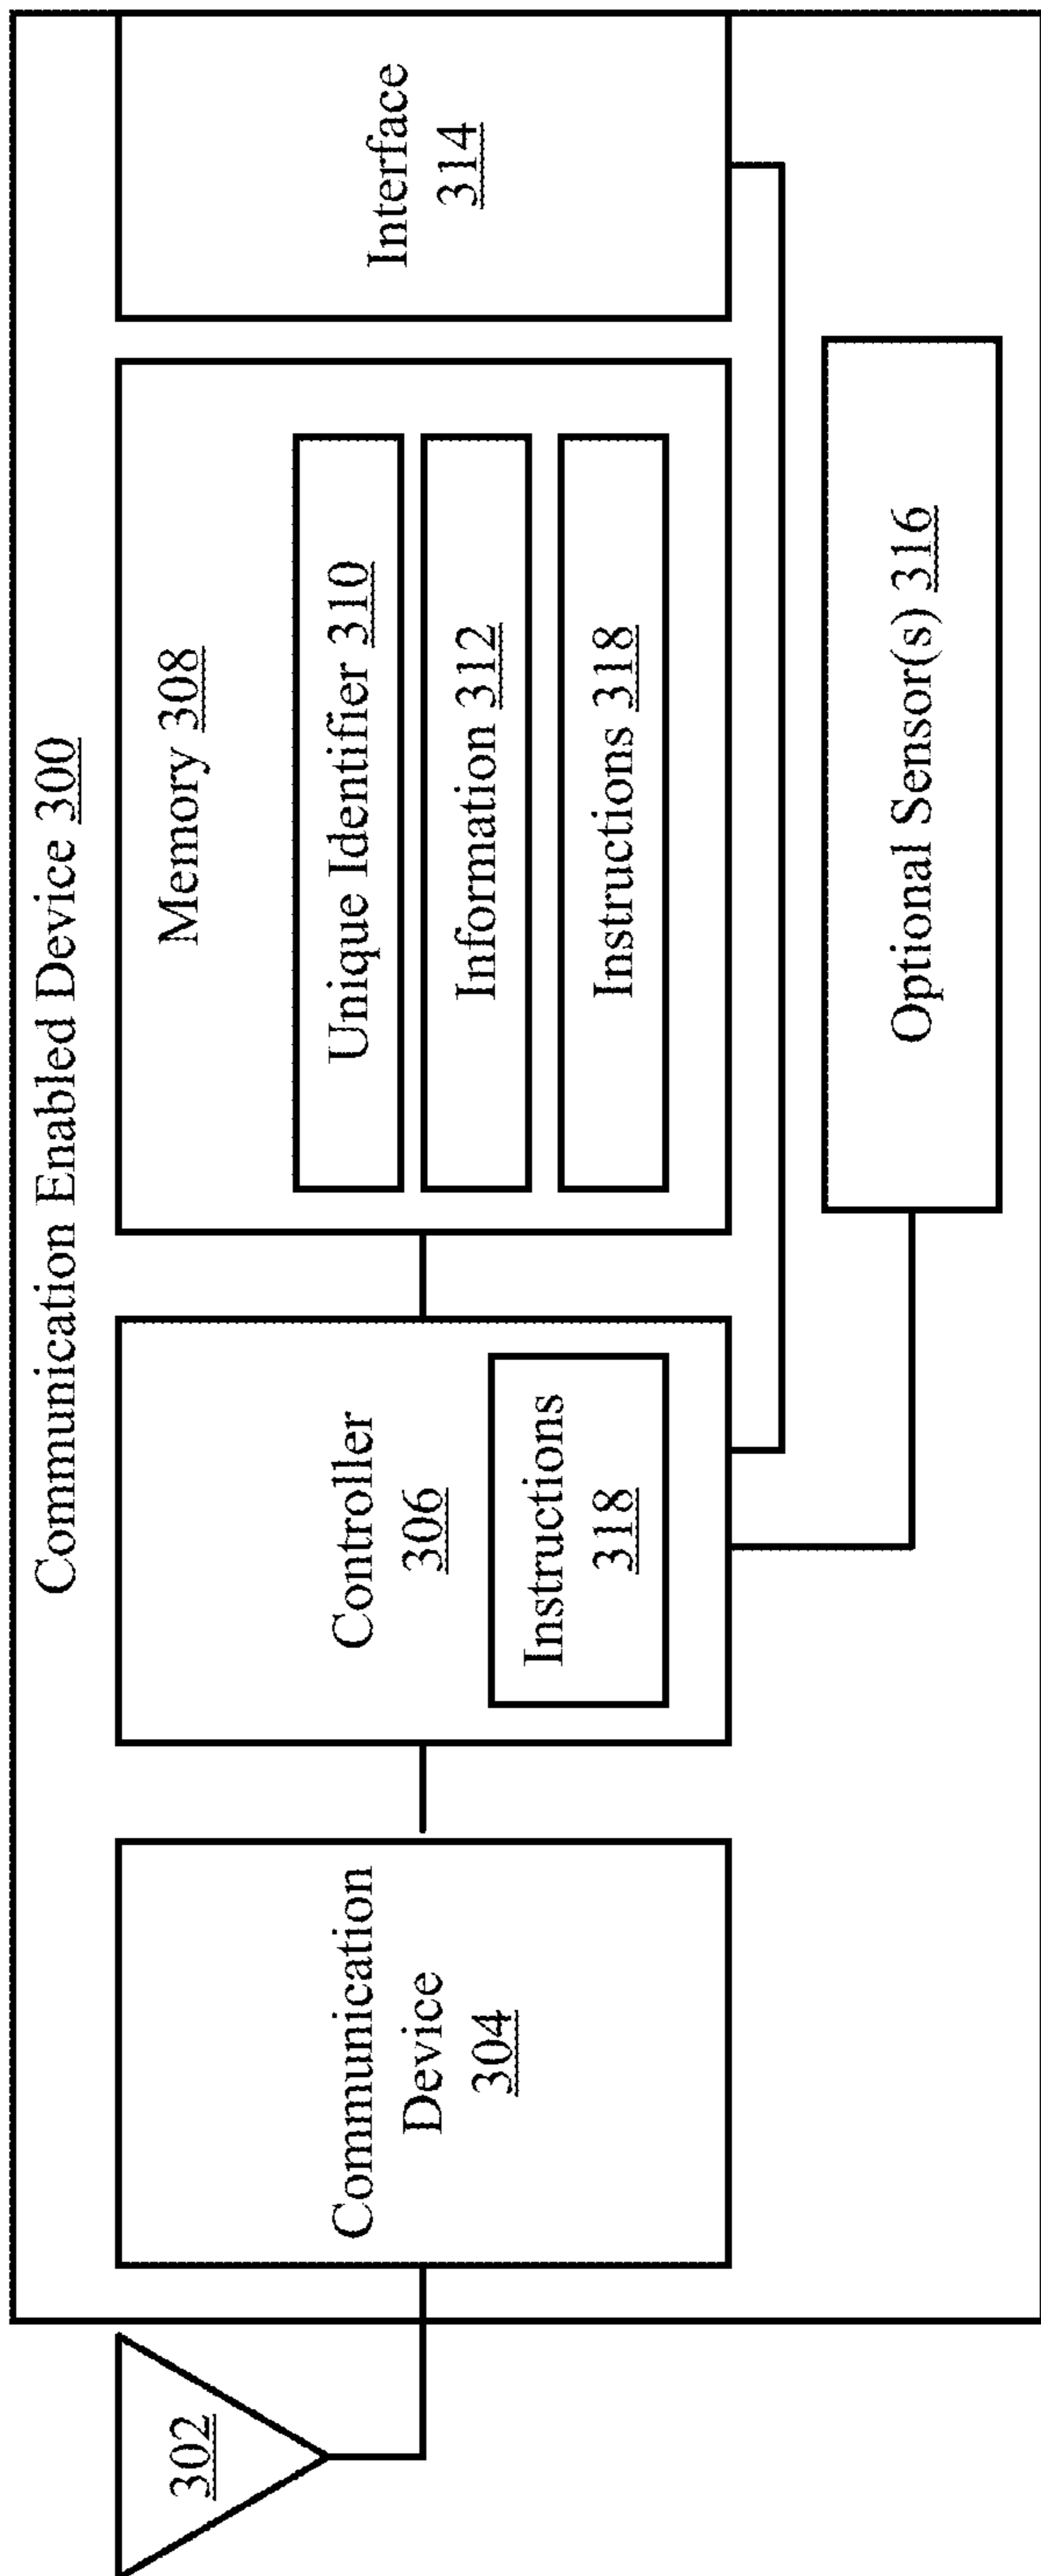 Communication Enabled Device 300
302
Communication
Device
304
Controller
306
Instructions
318
Memory 308
Unique Identifier 310
Information 312
Instructions 318
Interface
314
Optional Sensor(s) 316